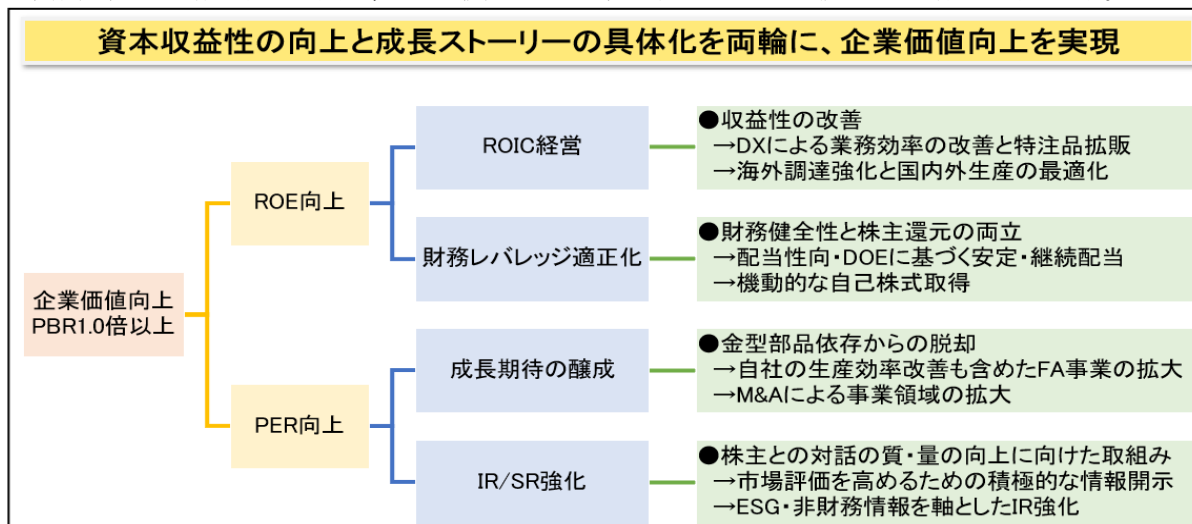 資本収益性の向上と成長ストーリーの具体化を両輪に、企業価値向上を実現
企業価値向上
PBR1.0倍以上
ROE向上
ROIC経営
●収益性の改善
→DXによる業務効率の改善と特注品拡販
→海外調達強化と国内外生産の最適化
財務レバレッジ適正化
●財務健全性と株主還元の両立
→配当性向・DOEに基づく安定・継続配当
→機動的な自己株式取得
PER向上
成長期待の醸成
●金型部品依存からの脱却
→自社の生産効率改善も含めたFA事業の拡大
→M&Aによる事業領域の拡大
IR/SR強化
●株主との対話の質・量の向上に向けた取組み
→市場評価を高めるための積極的な情報開示
→ESG・非財務情報を軸としたIR強化